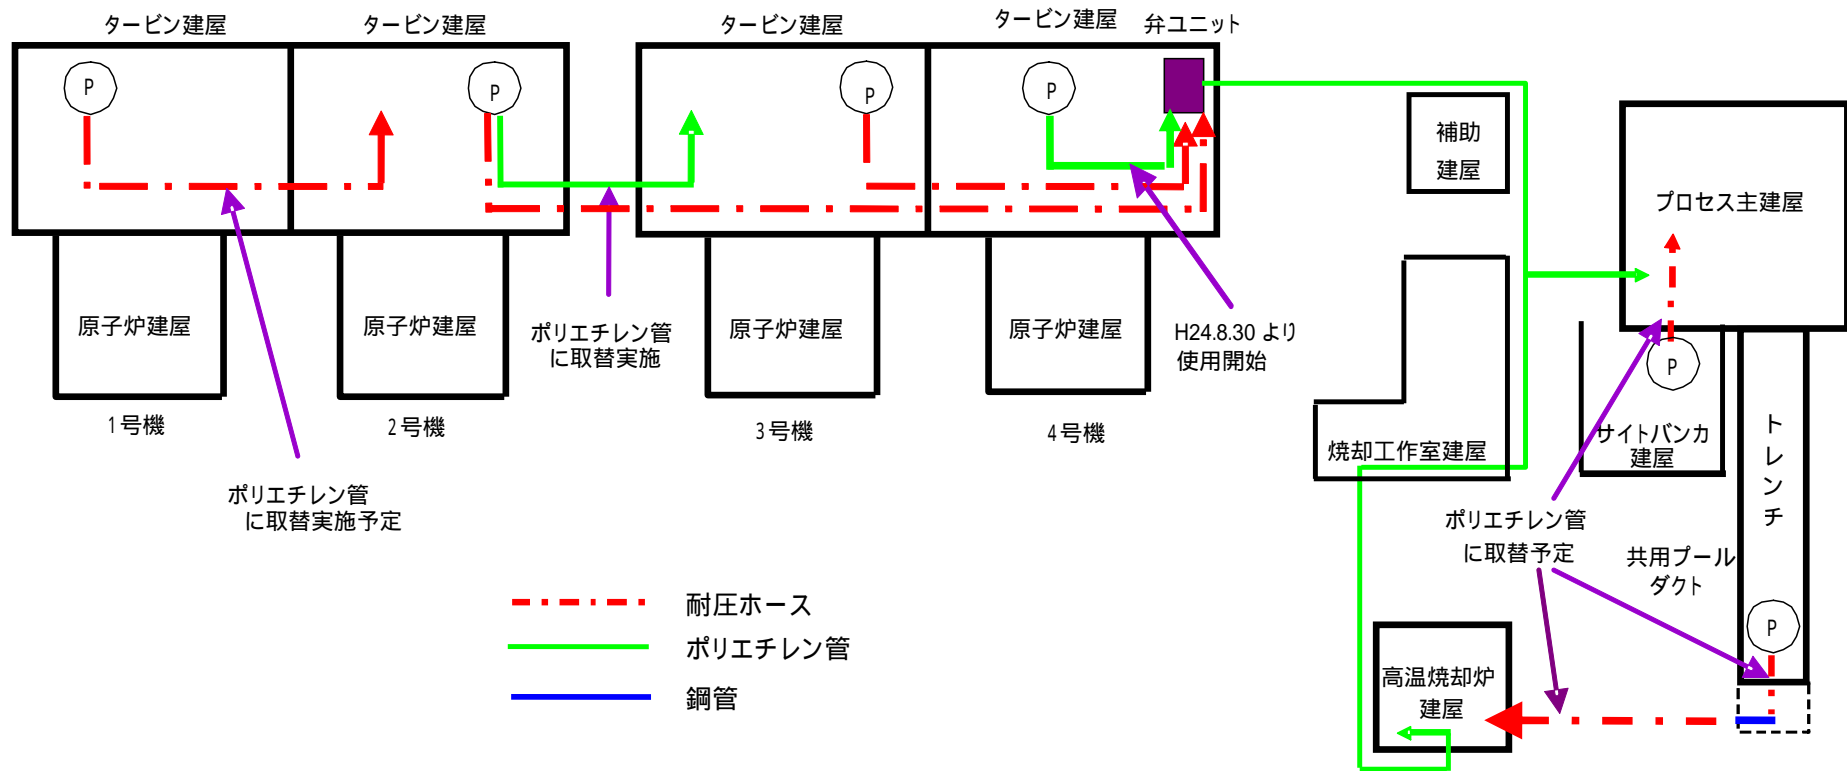 タービン建屋
タービン建屋
タービン建屋
タービン建屋
弁ユニット
P
P
P
P
補助
建屋
プロセス主建屋
原子炉建屋
原子炉建屋
原子炉建屋
原子炉建屋
ポリエチレン管
に取替実施
H24.8.30 より
使用開始
P
1号機
2号機
3号機
4号機
焼却工作室建屋
サイトバンカ
建屋
トレンチ
ポリエチレン管
に取替実施予定
ポリエチレン管
に取替予定
共用プール
ダクト
耐圧ホース
ポリエチレン管
鋼管
P
高温焼却炉
建屋